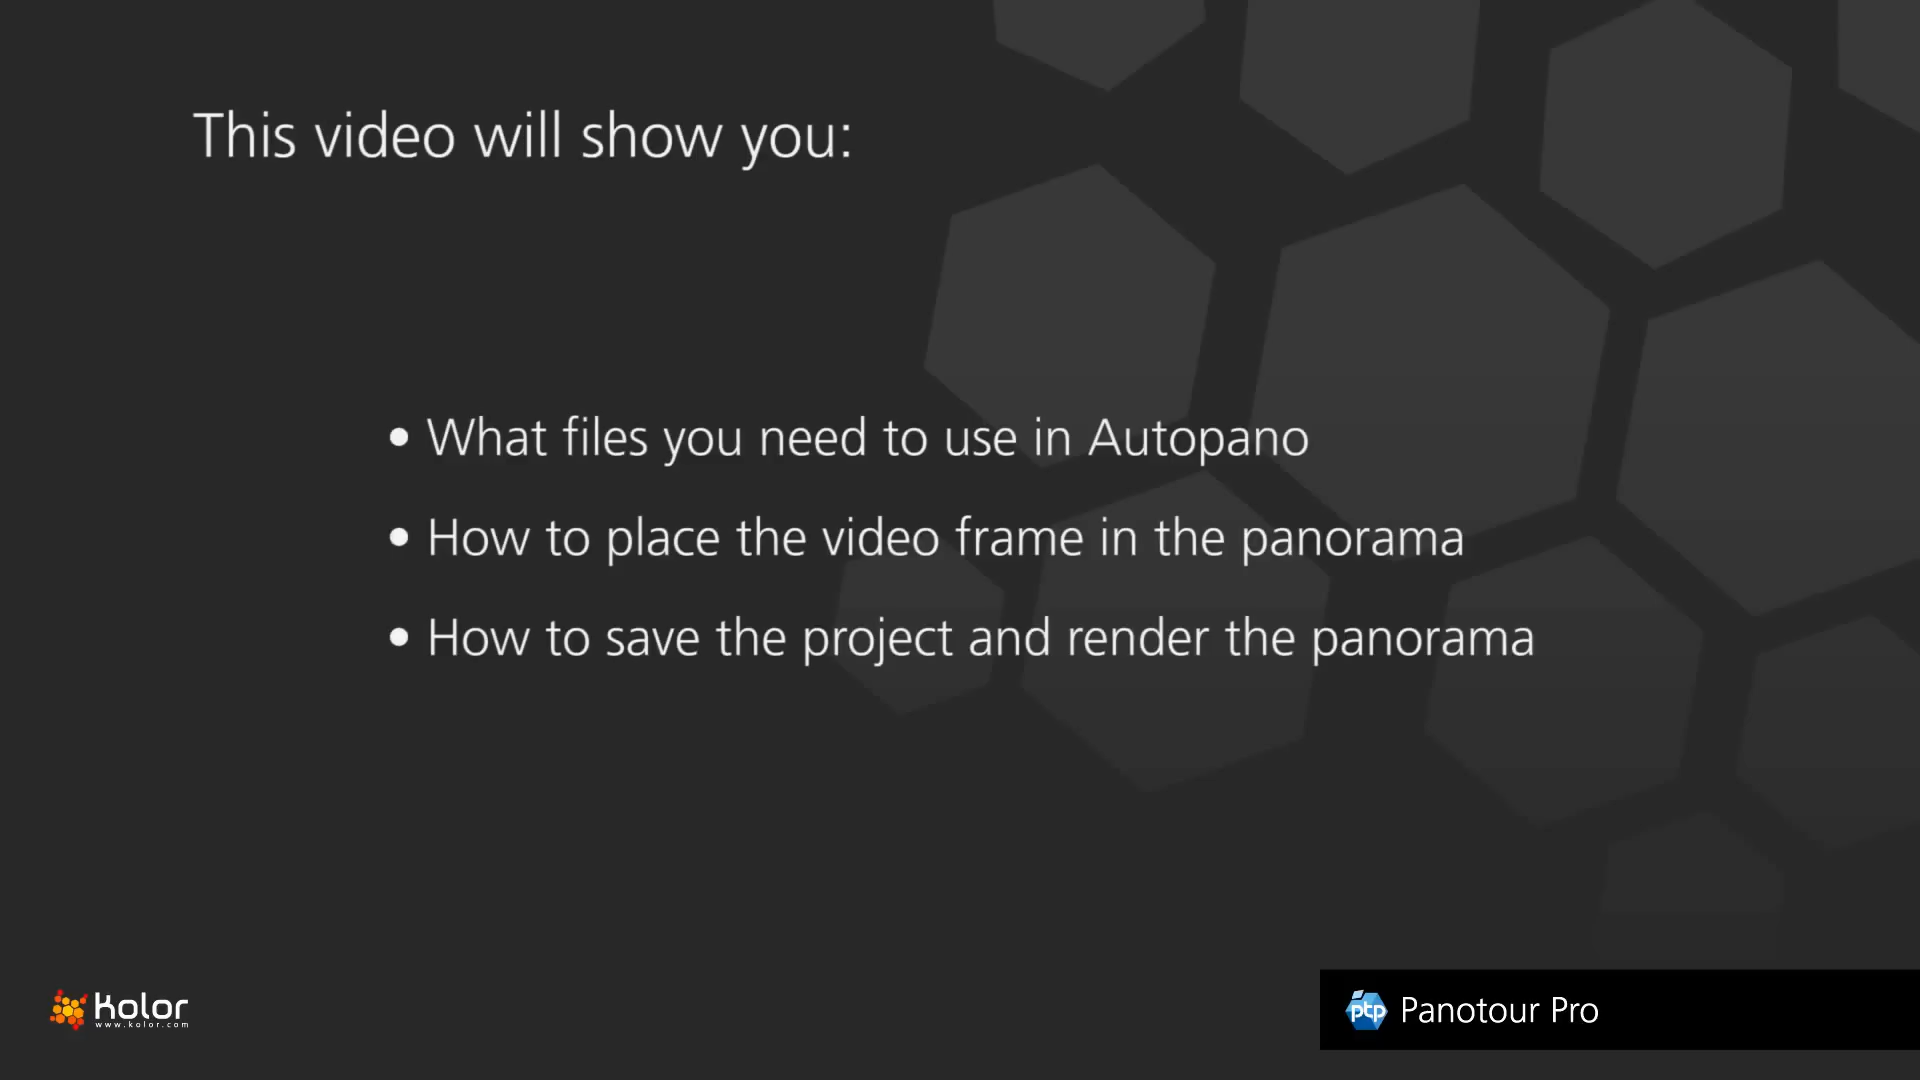 This video will show you:
• What files you need to use in Autopano
• How to place the video frame in the panorama
• How to save the project and render the panorama
kolor
www.kolor.com
ptp Panotour Pro